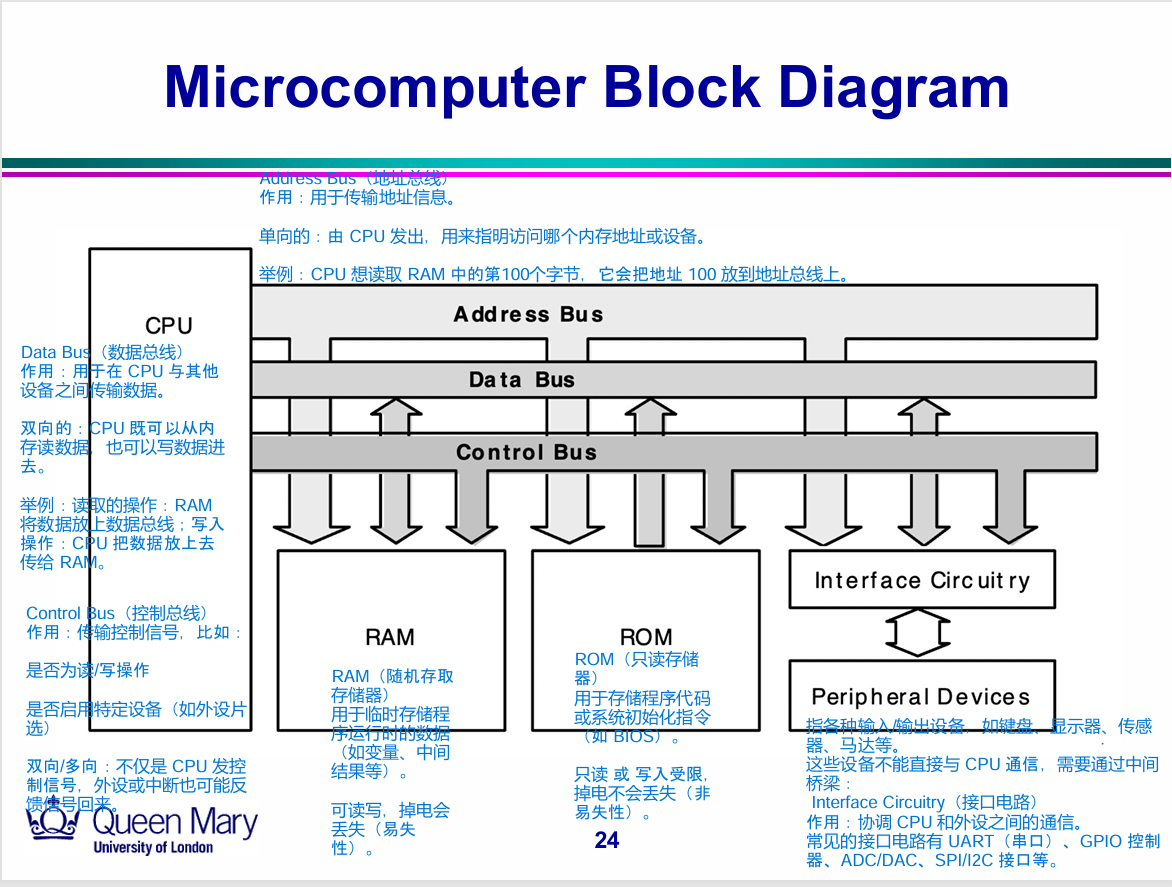 Microcomputer Block Diagram
Address Bus（地址总线）
作用：用于传输地址信息。
单向的：由 CPU 发出，用来指明访问哪个内存地址或设备。
举例：CPU 想读取 RAM 中的第100个字节，它会把地址 100 放到地址总线上。
Address Bus
CPU
Data Bus（数据总线）
作用：用于在 CPU 与其他
设备之间传输数据。
双向的：CPU 既可以从内
存读数据，也可以写数据进
去。
举例：读取的操作：RAM
将数据放上数据总线；写入
操作：CPU 把数据放上去
传给 RAM。
Data Bus
Control Bus
Control Bus（控制总线）
作用：传输控制信号，比如：
是否为读/写操作
是否启用特定设备（如外设片
选）
双向/多向：不仅是 CPU 发控
制信号，外设或中断也可能反
馈信号回来。
RAM
RAM（随机存取
存储器）
用于临时存储程
序运行时的数据
（如变量、中间
结果等）。
可读写，掉电会
丢失（易失
性）。
ROM
ROM（只读存储
器）
用于存储程序代码
或系统初始化指令
（如 BIOS）。
只读 或 写入受限，
掉电不会丢失（非
易失性）。
Interface Circuitry
Peripheral Devices
指各种输入/输出设备，如键盘、显示器、传感
器、马达等。
这些设备不能直接与 CPU 通信，需要通过中间
桥梁：
Interface Circuitry（接口电路）
作用：协调 CPU 和外设之间的通信。
常见的接口电路有 UART（串口）、GPIO 控制
器、ADC/DAC、SPI/I2C 接口等。
Queen Mary
University of London
24